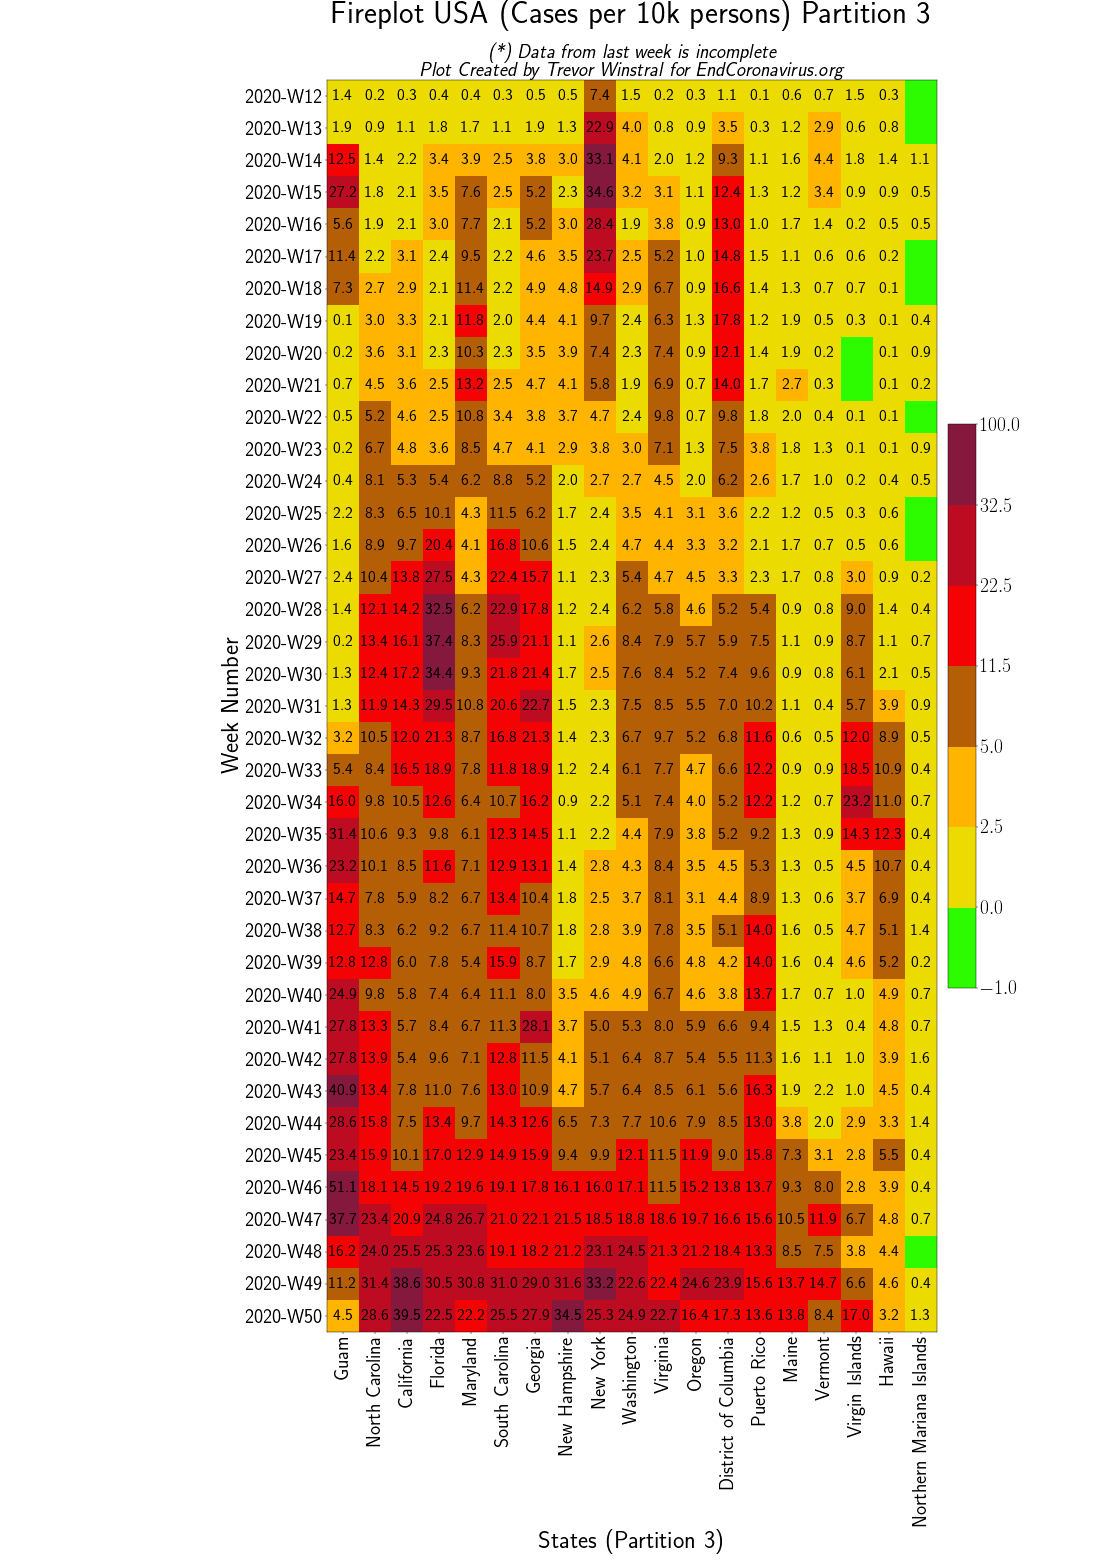 Fireplot USA (Cases per 10k persons) Partition 3
(*) Data from last week is incomplete
Plot Created by Trevor Winstral for EndCoronavirus.org
2020-W12 1.4 0.2 0.3 0.4 0.4 0.3 0.5 0.5 7.4 1.5 0.2 0.3 1.1 0.1 0.6 0.7 1.5 0.3
2020-W13 1.9 0.9 1.1 1.8 1.7 1.1 1.9 1.3 22.9 4.0 0.8 0.9 3.5 0.3 1.2 2.9 0.6 0.8
2020-W14 12.5 1.4 2.2 3.4 3.9 2.5 3.8 3.0 33.1 4.1 2.0 1.2 9.3 1.1 1.6 4.4 1.8 1.4 1.1
2020-W15 27.2 1.8 2.1 3.5 7.6 2.5 5.2 2.3 34.6 3.2 3.1 1.1 12.4 1.3 1.2 3.4 0.9 0.9 0.5
2020-W16 5.6 1.9 2.1 3.0 7.7 2.1 5.2 3.0 28.4 1.9 3.8 0.9 13.0 1.0 1.7 1.4 0.2 0.5 0.5
2020-W17 11.4 2.2 3.1 2.4 9.5 2.2 4.6 3.5 23.7 2.5 5.2 1.0 14.8 1.5 1.1 0.6 0.6 0.2
2020-W18 7.3 2.7 2.9 2.1 11.4 2.2 4.9 4.8 14.9 2.9 6.7 0.9 16.6 1.4 1.3 0.7 0.7 0.1
2020-W19 0.1 3.0 3.3 2.1 11.8 2.0 4.4 4.1 9.7 2.4 6.3 1.3 17.8 1.2 1.9 0.5 0.3 0.1 0.4
2020-W20 0.2 3.6 3.1 2.3 10.3 2.3 3.5 3.9 7.4 2.3 7.4 0.9 12.1 1.4 1.9 0.2 0.1 0.9
2020-W21 0.7 4.5 3.6 2.5 13.2 2.5 4.7 4.1 5.8 1.9 6.9 0.7 14.0 1.7 2.7 0.3 0.1 0.2
2020-W22 0.5 5.2 4.6 2.5 10.8 3.4 3.8 3.7 4.7 2.4 9.8 0.7 9.8 1.8 2.0 0.4 0.1 0.1
2020-W23 0.2 6.7 4.8 3.6 8.5 4.7 4.1 2.9 3.8 3.0 7.1 1.3 7.5 3.8 1.8 1.3 0.1 0.1 0.9
2020-W24 0.4 8.1 5.3 5.4 6.2 8.8 5.2 2.0 2.7 2.7 4.5 2.0 6.2 2.6 1.7 1.0 0.2 0.4 0.5
2020-W25 2.2 8.3 6.5 10.1 4.3 11.5 6.2 1.7 2.4 3.5 4.1 3.1 3.6 2.2 1.2 0.5 0.3 0.6
2020-W26 1.6 8.9 9.7 20.4 4.1 16.8 10.6 1.5 2.4 4.7 4.4 3.3 3.2 2.1 1.7 0.7 0.5 0.6
2020-W27 2.4 10.4 13.8 27.5 4.3 22.4 15.7 1.1 2.3 5.4 4.7 4.5 3.3 2.3 1.7 0.8 3.0 0.9 0.2
2020-W28 1.4 12.1 14.2 32.5 6.2 22.9 17.8 1.2 2.4 6.2 5.8 4.6 5.2 5.4 0.9 0.8 9.0 1.4 0.4
2020-W29 0.2 13.4 16.1 37.4 8.3 25.9 21.1 1.1 2.6 8.4 7.9 5.7 5.9 7.5 1.1 0.9 8.7 1.1 0.7
2020-W30 1.3 12.4 17.2 34.4 9.3 21.8 21.4 1.7 2.5 7.6 8.4 5.2 7.4 9.6 0.9 0.8 6.1 2.1 0.5
2020-W31 1.3 11.9 14.3 29.5 10.8 20.6 22.7 1.5 2.3 7.5 8.5 5.5 7.0 10.2 1.1 0.4 5.7 3.9 0.9
2020-W32 3.2 10.5 12.0 21.3 8.7 16.8 21.3 1.4 2.3 6.7 9.7 5.2 6.8 11.6 0.6 0.5 12.0 8.9 0.5
2020-W33 5.4 8.4 16.5 18.9 7.8 11.8 18.9 1.2 2.4 6.1 7.7 4.7 6.6 12.2 0.9 0.9 18.5 10.9 0.4
2020-W34 16.0 9.8 10.5 12.6 6.4 10.7 16.2 0.9 2.2 5.1 7.4 4.0 5.2 12.2 1.2 0.7 23.2 11.0 0.7
2020-W35 31.4 10.6 9.3 9.8 6.1 12.3 14.5 1.1 2.2 4.4 7.9 3.8 5.2 9.2 1.3 0.9 14.3 12.3 0.4
2020-W36 23.2 10.1 8.5 11.6 7.1 12.9 13.1 1.4 2.8 4.3 8.4 3.5 4.5 5.3 1.3 0.5 4.5 10.7 0.4
2020-W37 14.7 7.8 5.9 8.2 6.7 13.4 10.4 1.8 2.5 3.7 8.1 3.1 4.4 8.9 1.3 0.6 3.7 6.9 0.4
2020-W38 12.7 8.3 6.2 9.2 6.7 11.4 10.7 1.8 2.8 3.9 7.8 3.5 5.1 14.0 1.6 0.5 4.7 5.1 1.4
2020-W39 12.8 12.8 6.0 7.8 5.4 15.9 8.7 1.7 2.9 4.8 6.6 4.8 4.2 14.0 1.6 0.4 4.6 5.2 0.2
2020-W40 24.9 9.8 5.8 7.4 6.4 11.1 8.0 3.5 4.6 4.9 6.7 4.6 3.8 13.7 1.7 0.7 1.0 4.9 0.7
2020-W41 27.8 13.3 5.7 8.4 6.7 11.3 28.1 3.7 5.0 5.3 8.0 5.9 6.6 9.4 1.5 1.3 0.4 4.8 0.7
2020-W42 27.8 13.9 5.4 9.6 7.1 12.8 11.5 4.1 5.1 6.4 8.7 5.4 5.5 11.3 1.6 1.1 1.0 3.9 1.6
2020-W43 40.9 13.4 7.8 11.0 7.6 13.0 10.9 4.7 5.7 6.4 8.5 6.1 5.6 16.3 1.9 2.2 1.0 4.5 0.4
2020-W44 28.6 15.8 7.5 13.4 9.7 14.3 12.6 6.5 7.3 7.7 10.6 7.9 8.5 13.0 3.8 2.0 2.9 3.3 1.4
2020-W45 23.4 15.9 10.1 17.0 12.9 14.9 15.9 9.4 9.9 12.1 11.5 11.9 9.0 15.8 7.3 3.1 2.8 5.5 0.4
2020-W46 51.1 18.1 14.5 19.2 19.6 19.1 17.8 16.1 16.0 17.1 11.5 15.2 13.8 13.7 9.3 8.0 2.8 3.9 0.4
2020-W47 37.7 23.4 20.9 24.8 26.7 21.0 22.1 21.5 18.5 18.8 18.6 19.7 16.6 15.6 10.5 11.9 6.7 4.8 0.7
2020-W48 16.2 24.0 25.5 25.3 23.6 19.1 18.2 21.2 23.1 24.5 21.3 21.2 18.4 13.3 8.5 7.5 3.8 4.4
2020-W49 11.2 31.4 38.6 30.5 30.8 31.0 29.0 31.6 33.2 22.6 22.4 24.6 23.9 15.6 13.7 14.7 6.6 4.6 0.4
2020-W50 4.5 28.6 39.5 22.5 22.2 25.5 27.9 34.5 25.3 24.9 22.7 16.4 17.3 13.6 13.8 8.4 17.0 3.2 1.3
Week Number
Guam
North Carolina
California
Florida
Maryland
South Carolina
Georgia
New Hampshire
New York
Washington
Virginia
Oregon
District of Columbia
Puerto Rico
Maine
Vermont
Virgin Islands
Hawaii
Northern Mariana Islands
States (Partition 3)
100.0
32.5
22.5
11.5
5.0
2.5
0.0
−1.0